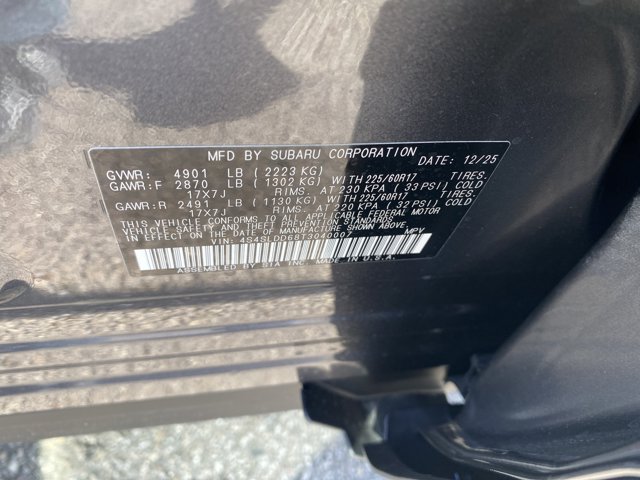 MFD BY SUBARU CORPORATION DATE: 12/25
GVWR: 4901 LB ( 2223 KG)
GAWR:F 2870 LB ( 1302 KG) WITH 225/60R17 TIRES.
17X7J RIMS. AT 230 KPA ( 33 PSI) COLD
GAWR:R 2491 LB ( 1130 KG) WITH 225/60R17 TIRES.
17X7J RIMS. AT 220 KPA ( 32 PSI) COLD
THIS VEHICLE CONFORMS TO ALL APPLICABLE FEDERAL MOTOR
VEHICLE SAFETY BUMPER AND THEFT PREVENTION STANDARDS IN
EFFECT ON THE DATE OF MANUFACTURE SHOWN ABOVE.
VIN: 4S4SLDD68T3040007 MPV
ASSEMBLED BY SIA INC. MADE IN U.S.A.